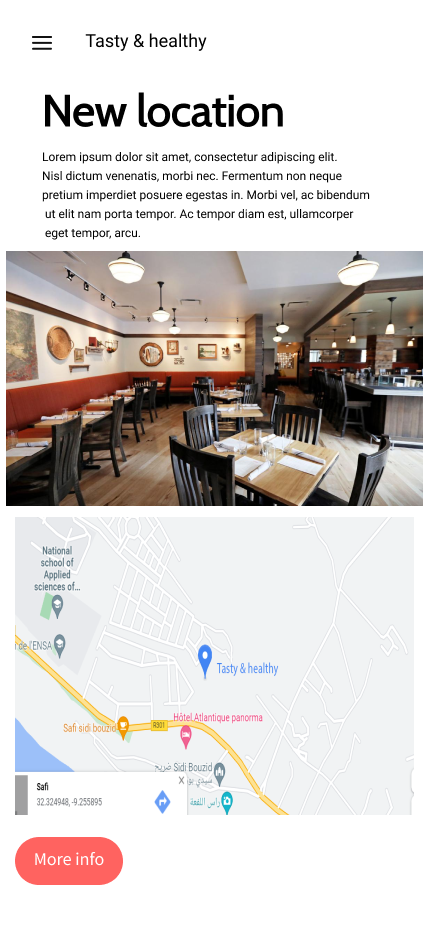 Tasty & healthy
New location
Lorem ipsum dolor sit amet, consectetur adipiscing elit.
Nisl dictum venenatis, morbi nec. Fermentum non neque
pretium imperdiet posuere egestas in. Morbi vel, ac bibendum
ut elit nam porta tempor. Ac tempor diam est, ullamcorper
eget tempor, arcu.
National
school of
Applied
sciences of...
de l'ENSA
Tasty & healthy
Hôtel Atlantique panorma
R301
Safi sidi bouzid
Sidi Bouzid ضريح
سيدي بو
X
Safi
32.324948, -9.255895
راس اللفعة
More info